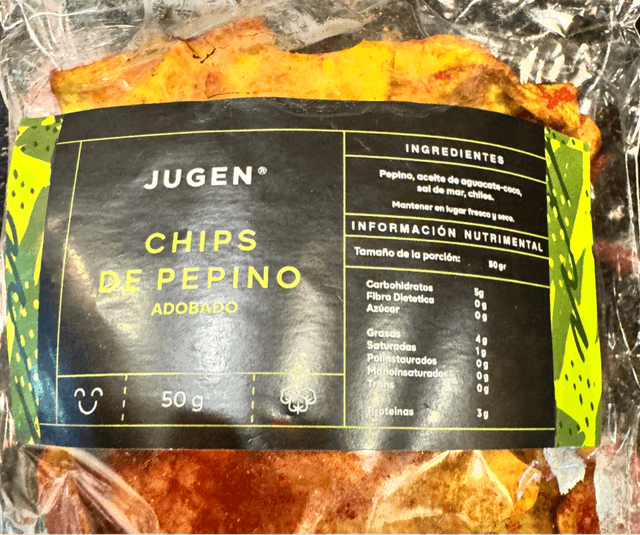 JUGEN®
CHIPS
DE PEPINO
ADOBADO
50 g
INGREDIENTES
Pepino, aceite de aguacate-coco,
sal de mar, chiles.
Mantener en lugar fresco y seco.
INFORMACIÓN NUTRIMENTAL
Tamaño de la porción: 50 gr
Carbohidratos 5g
Fibra Dietetica 0g
Azúcar 0g
Grasas 4g
Saturadas 1g
Poliinstaurados 0g
Monoinsaturados 0g
Trans 0g
Proteinas 3g